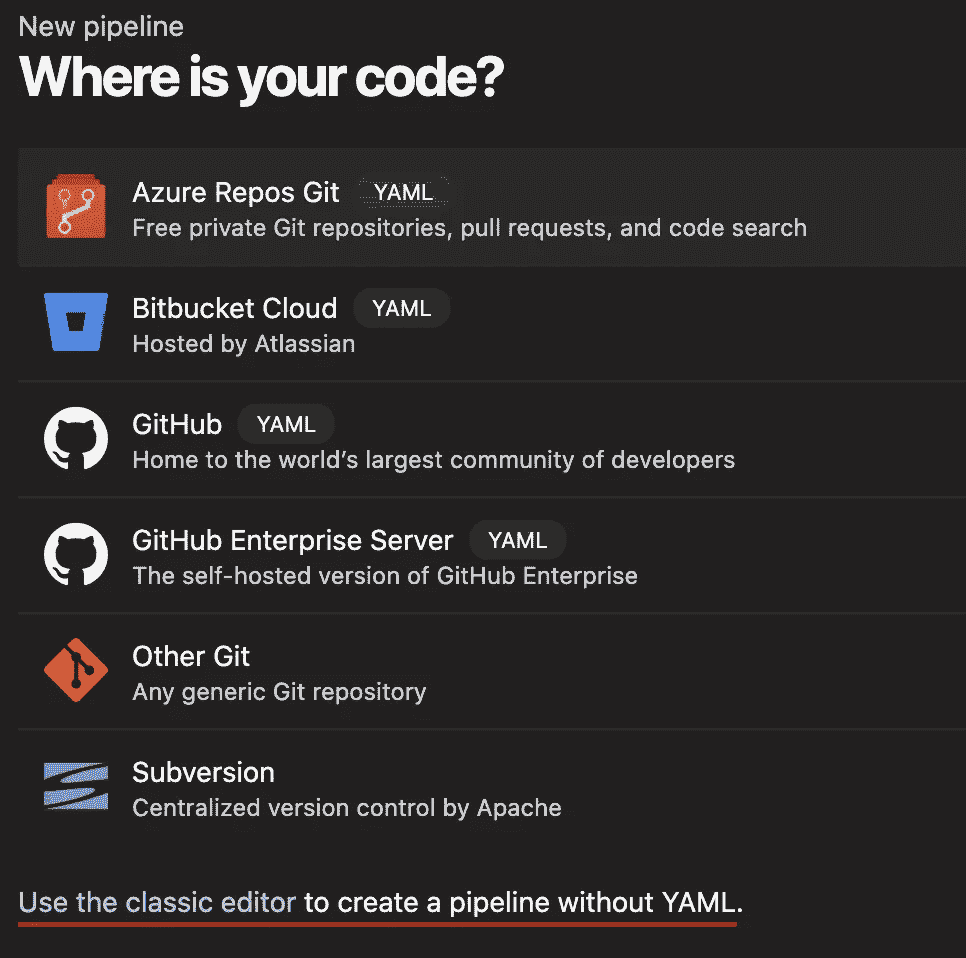 New pipeline
Where is your code?
Azure Repos Git YAML
Free private Git repositories, pull requests, and code search
Bitbucket Cloud YAML
Hosted by Atlassian
GitHub YAML
Home to the world’s largest community of developers
GitHub Enterprise Server YAML
The self-hosted version of GitHub Enterprise
Other Git
Any generic Git repository
Subversion
Centralized version control by Apache
Use the classic editor to create a pipeline without YAML.